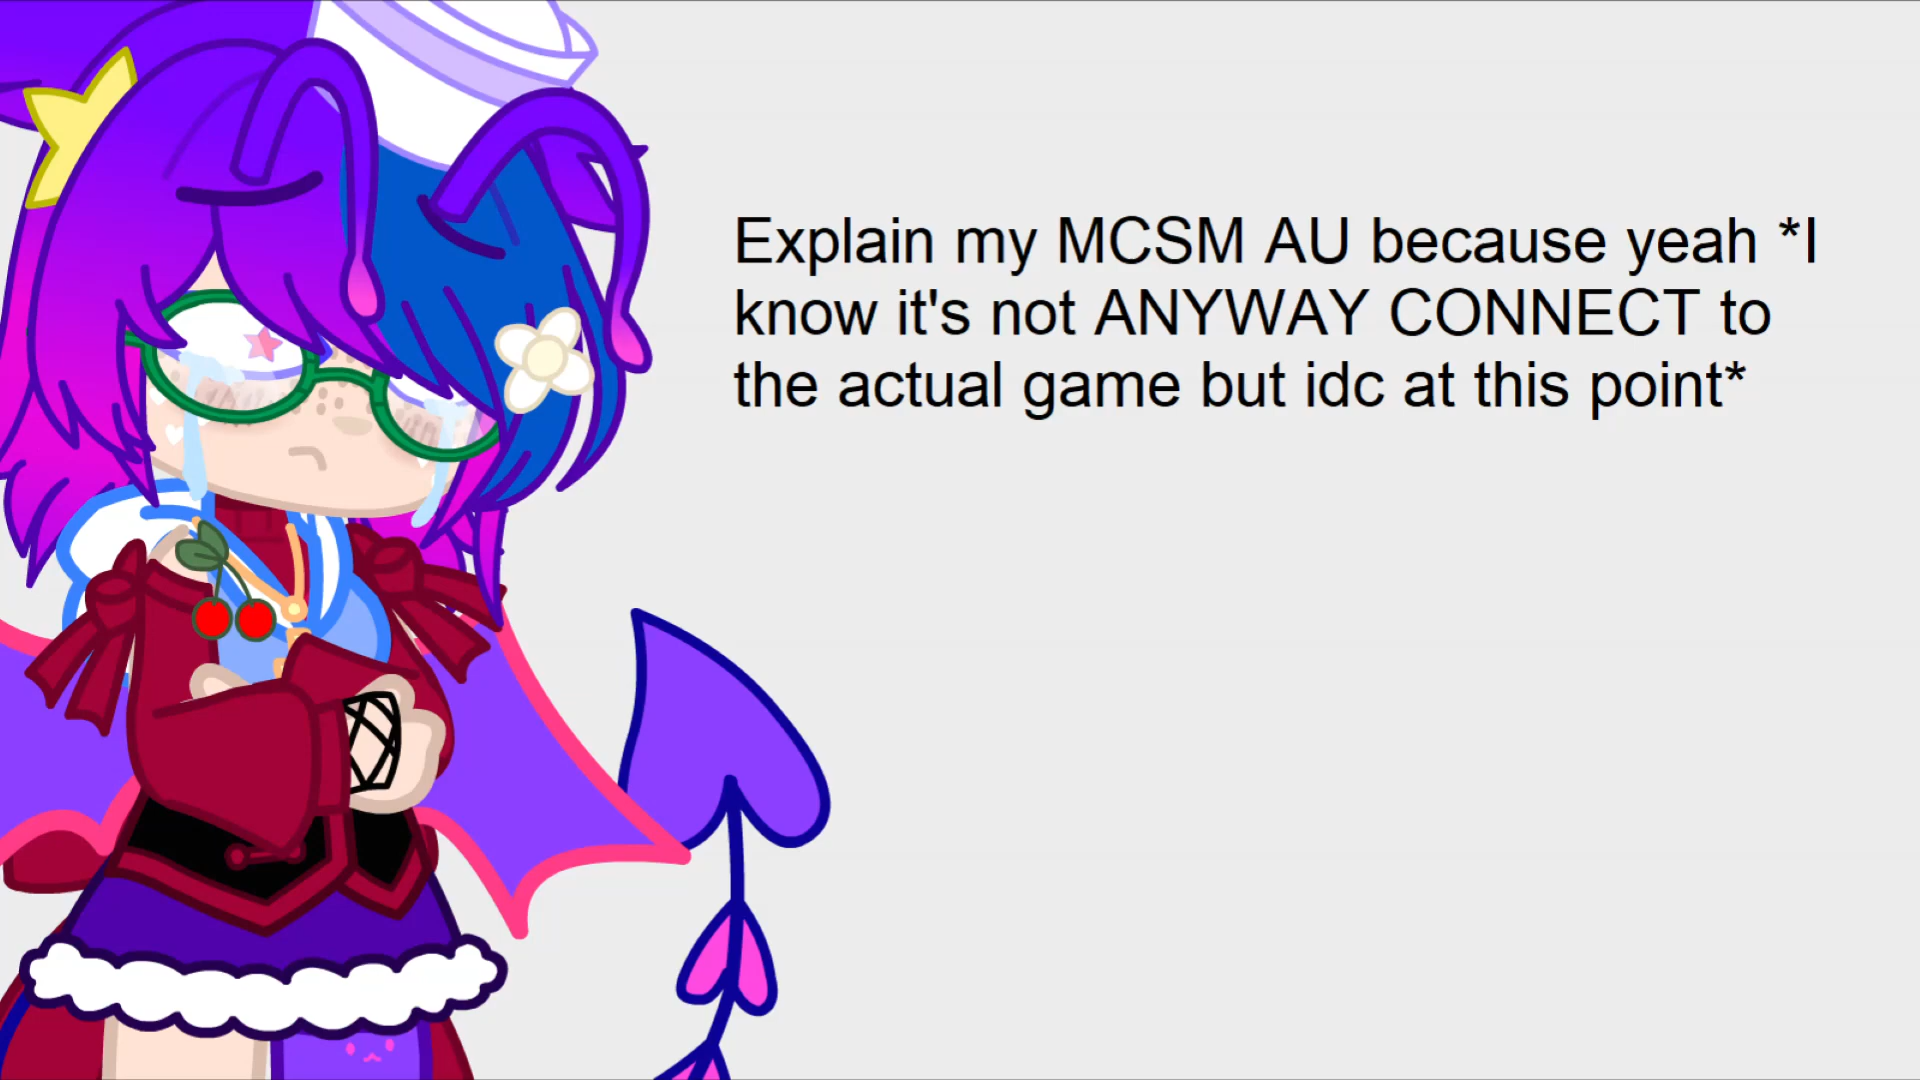 Explain my MCSM AU because yeah *I
know it's not ANYWAY CONNECT to
the actual game but idc at this point*